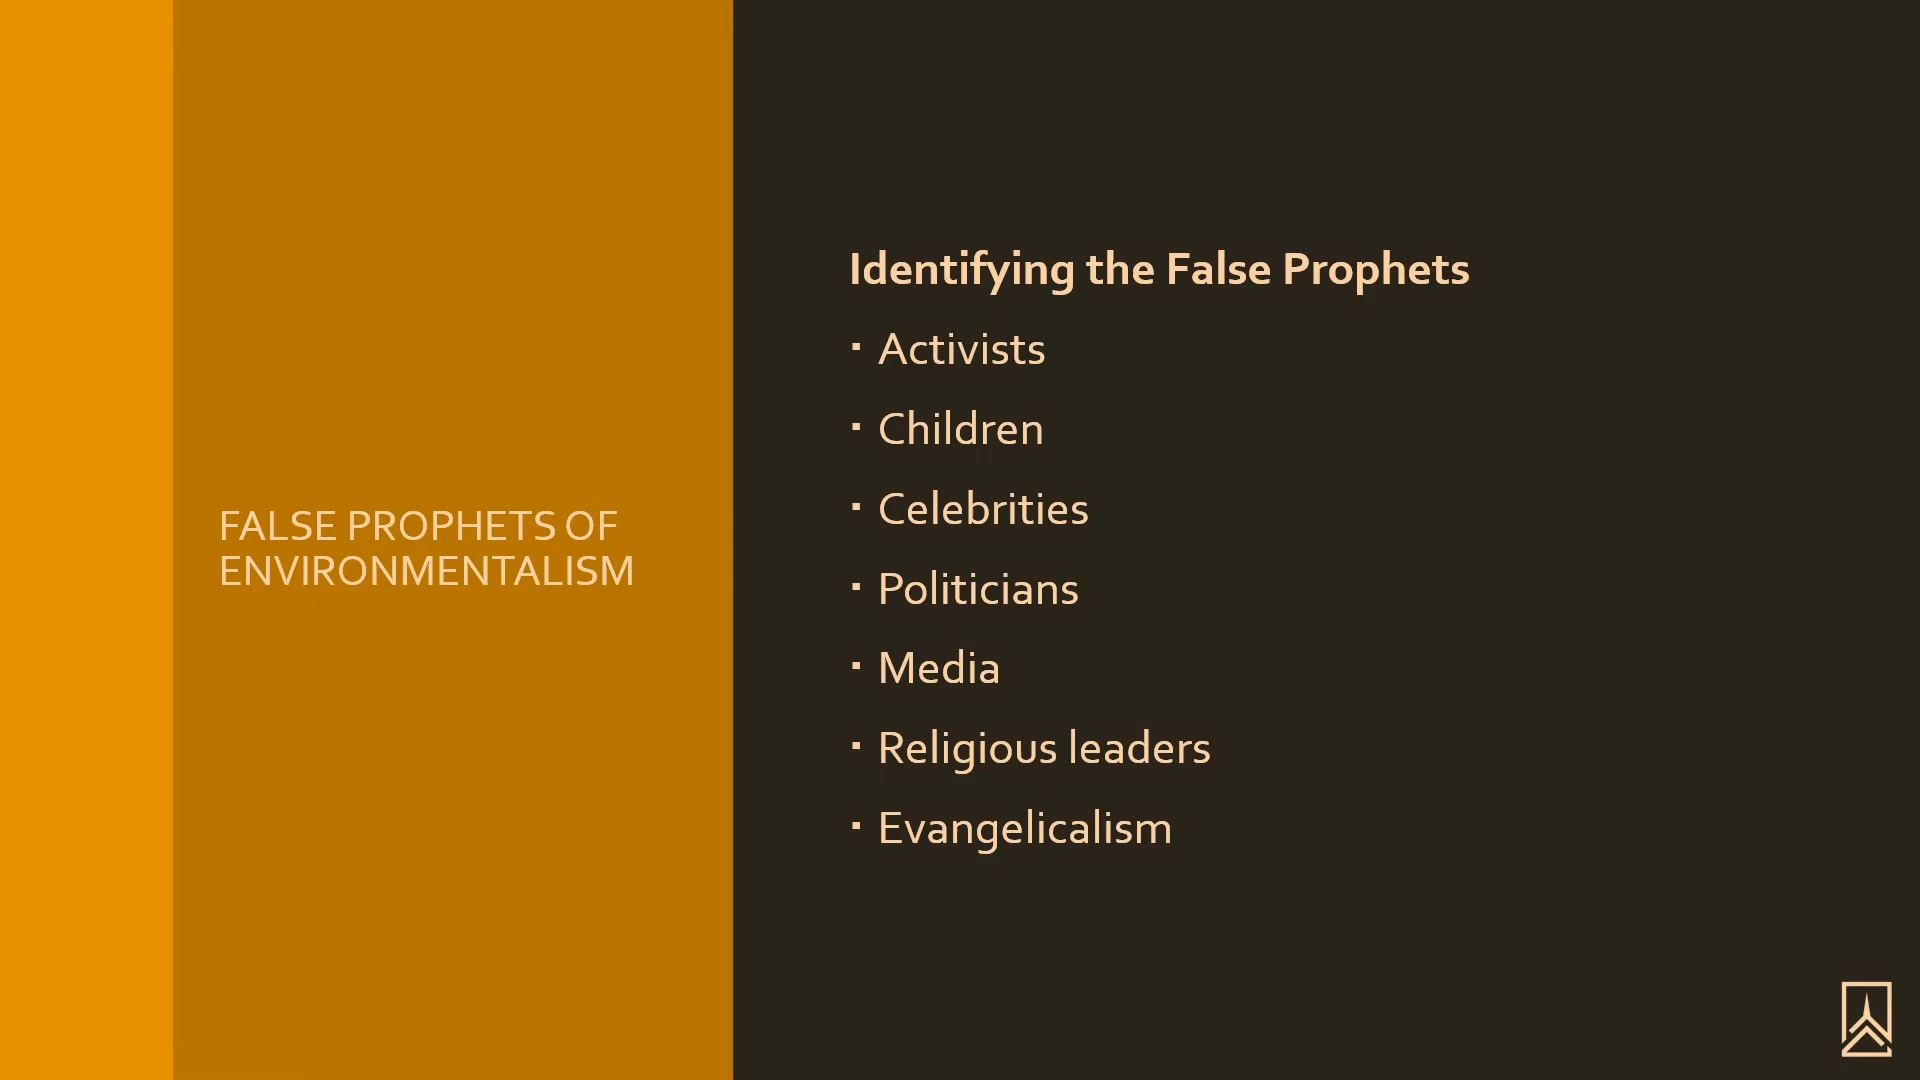 FALSE PROPHETS OF
ENVIRONMENTALISM
Identifying the False Prophets
▪ Activists
▪ Children
▪ Celebrities
▪ Politicians
▪ Media
▪ Religious leaders
▪ Evangelicalism